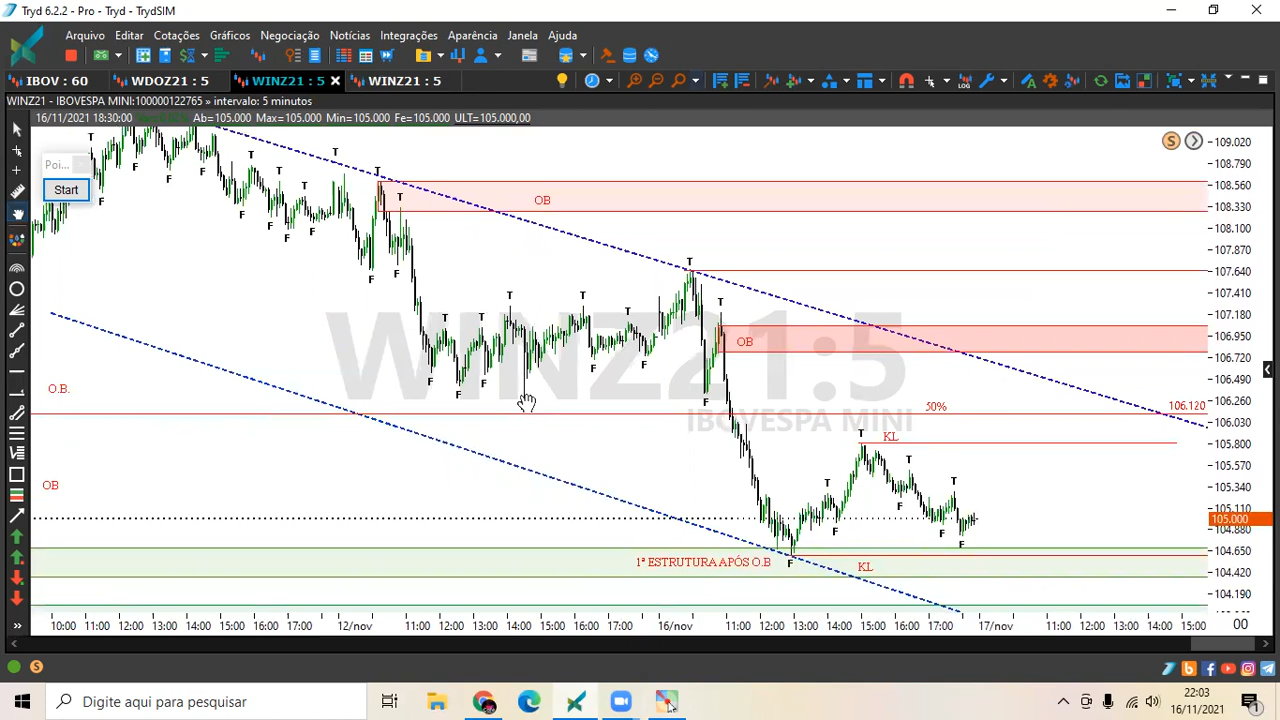 Tryd 6.2.2 - Pro - Tryd - TrydSIM
Arquivo Editar Cotações Gráficos Negociação Notícias Integrações Aparência Janela Ajuda
IBOV : 60 WDOZ21 : 5 WINZ21 : 5 WINZ21 : 5
LOG
WINZ21 - IBOVESPA MINI:100000122765 » intervalo: 5 minutos
16/11/2021 18:30:00 Ab=105.000 Max=105.000 Min=105.000 Fe=105.000 ULT=105.000,00
Poi...
Start
WINZ21:5
IBOVESPA MINI
OB
OB
O.B.
50%
106.120
KL
OB
1ª ESTRUTURA APÓS O.B
KL
T T T T T T T T T T T T T T T T T
F F F F F F F F F F F F F F F F F F F
109.020
108.790
108.560
108.330
108.100
107.870
107.640
107.410
107.180
106.950
106.720
106.490
106.260
106.030
105.800
105.570
105.340
105.110
105.000
104.880
104.650
104.420
104.190
10:00 11:00 12:00 13:00 14:00 15:00 16:00 17:00 12/nov 11:00 12:00 13:00 14:00 15:00 16:00 17:00 16/nov 11:00 12:00 13:00 14:00 15:00 16:00 17:00 17/nov 11:00 12:00 13:00 14:00 15:00 00
Digite aqui para pesquisar
22:03
16/11/2021
1